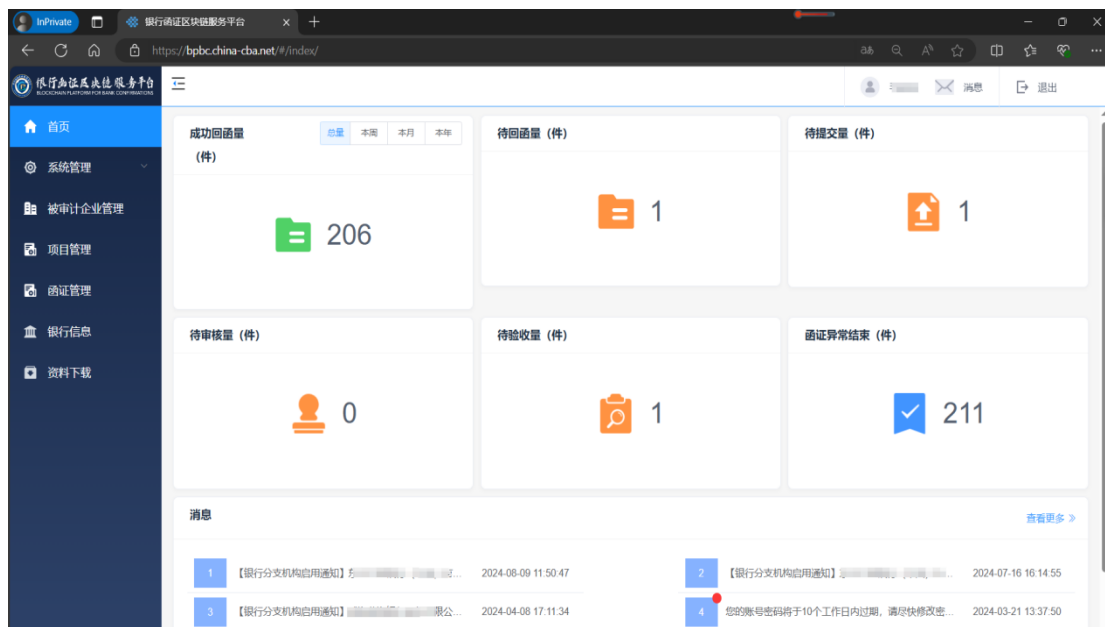 InPrivate
银行函证区块链服务平台
https://bpbc.china-cba.net/#/index/
银行函证区块链服务平台
BLOCKCHAIN PLATFORM FOR BANK CONFIRMATIONS
消息
退出
首页
系统管理
被审计企业管理
项目管理
函证管理
银行信息
资料下载
成功回函量
(件)
总量 本周 本月 本年
206
待回函量 (件)
1
待提交量 (件)
1
待审核量 (件)
0
待验收量 (件)
1
函证异常结束 (件)
211
消息
查看更多
1 【银行分支机构启用通知】 ... 2024-08-09 11:50:47
2 【银行分支机构启用通知】 ... 2024-07-16 16:14:55
3 【银行分支机构启用通知】 限公... 2024-04-08 17:11:34
4 您的账号密码将于10个工作日内过期，请尽快修改密... 2024-03-21 13:37:50